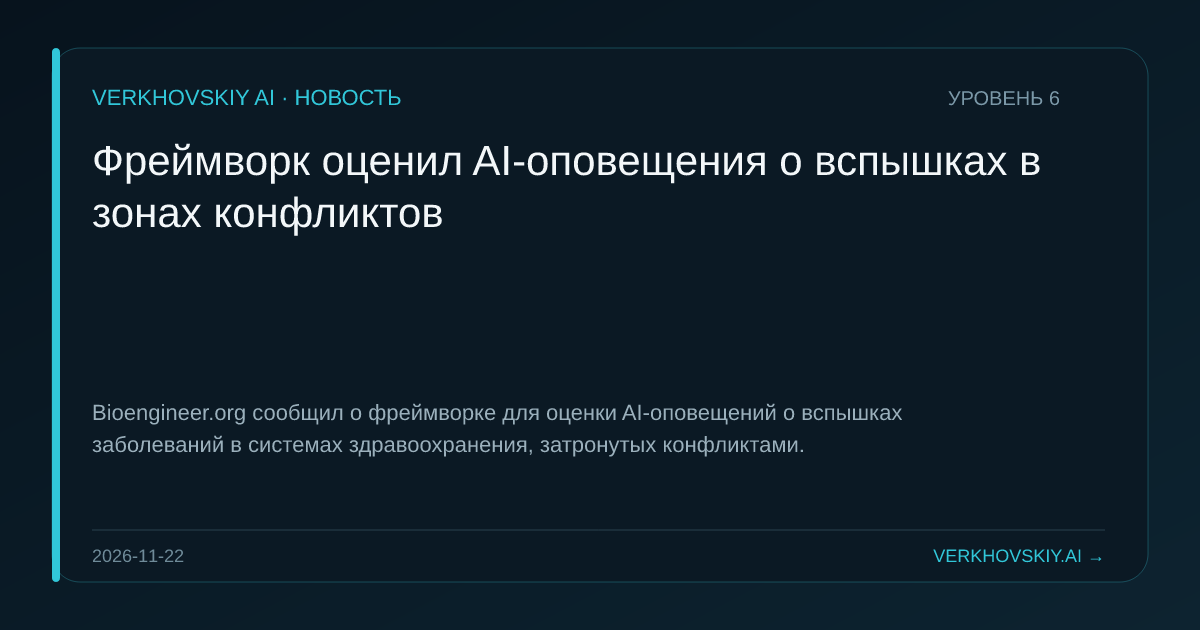 VERKHOVSKIY AI · НОВОСТЬ
УРОВЕНЬ 6
Фреймворк оценил AI-оповещения о вспышках в
зонах конфликтов
Bioengineer.org сообщил о фреймворке для оценки AI-оповещений о вспышках
заболеваний в системах здравоохранения, затронутых конфликтами.
2026-11-22
VERKHOVSKIY.AI →